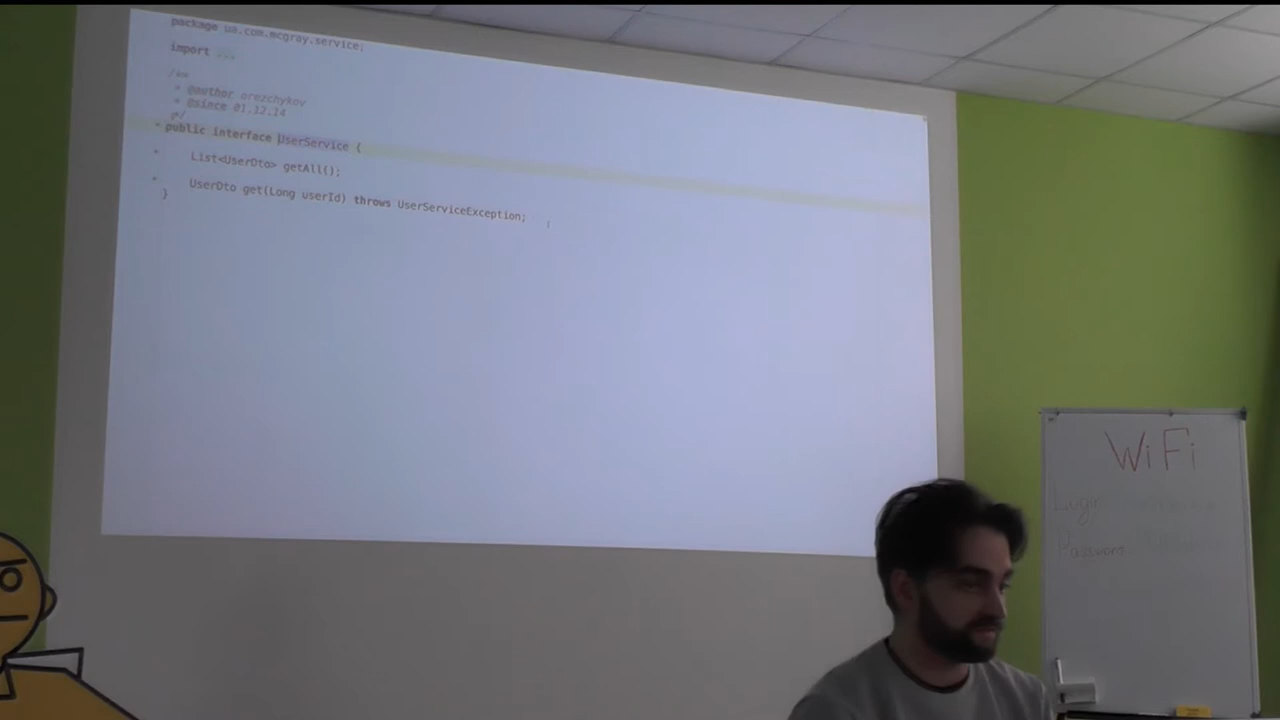 package ua.com.mcgray.service;
import ...
/**
* @author orezchykov
* @since 01.12.14
*/
public interface UserService {
List<UserDto> getAll();
UserDto get(Long userId) throws UserServiceException;
}
WiFi
Login
Password